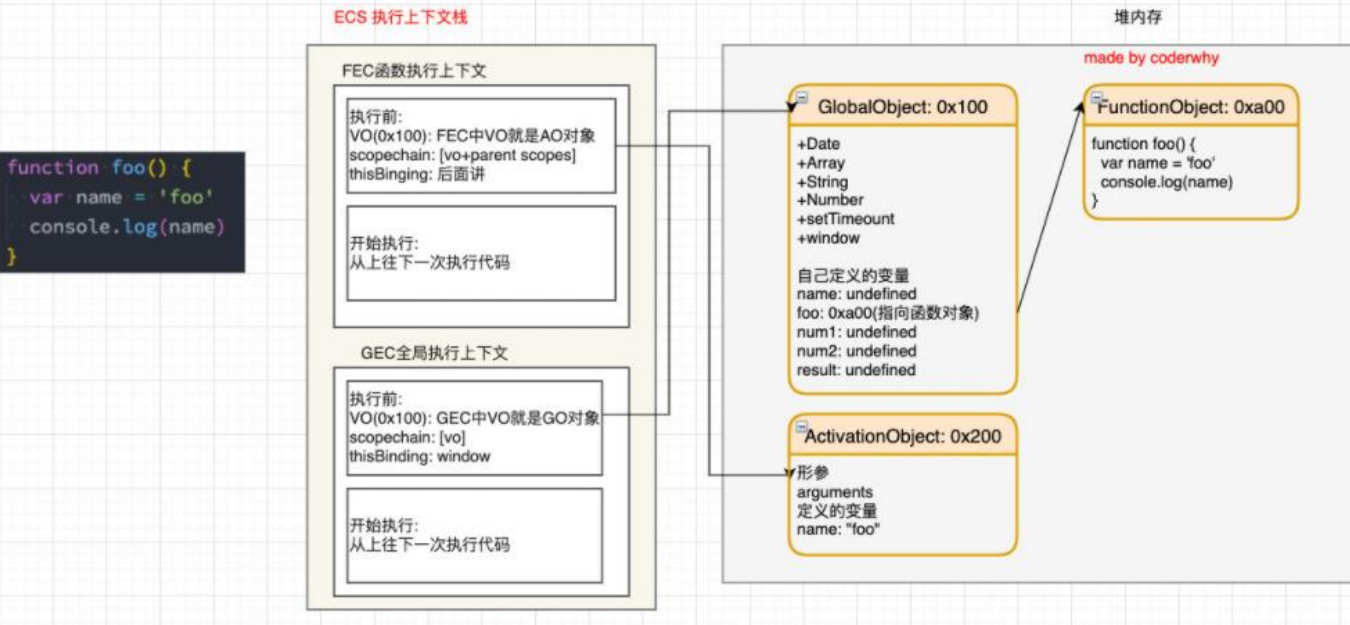 function foo() {
var name = 'foo'
console.log(name)
}
ECS 执行上下文栈
FEC函数执行上下文
执行前:
VO(0x100): FEC中VO就是AO对象
scopechain: [vo+parent scopes]
thisBinging: 后面讲
开始执行:
从上往下一次执行代码
GEC全局执行上下文
执行前:
VO(0x100): GEC中VO就是GO对象
scopechain: [vo]
thisBinding: window
开始执行:
从上往下一次执行代码
堆内存
made by coderwhy
GlobalObject: 0x100
+Date
+Array
+String
+Number
+setTimeount
+window
自己定义的变量
name: undefined
foo: 0xa00(指向函数对象)
num1: undefined
num2: undefined
result: undefined
FunctionObject: 0xa00
function foo() {
var name = 'foo'
console.log(name)
}
ActivationObject: 0x200
形参
arguments
定义的变量
name: "foo"